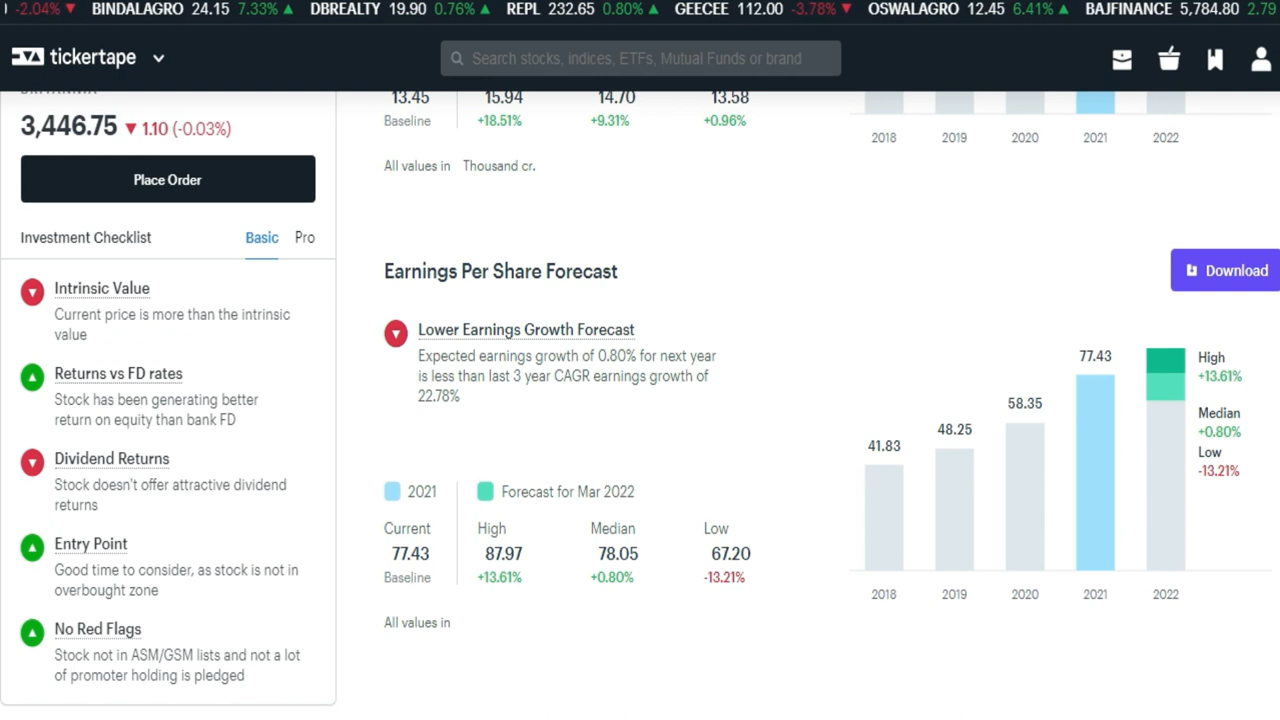 -2.04% ▼ BINDALAGRO 24.15 7.33% ▲ DBREALTY 19.90 0.76% ▲ REPL 232.65 0.80% ▲ GEECEE 112.00 -3.78% ▼ OSWALAGRO 12.45 6.41% ▲ BAJFINANCE 5,784.80 2.79
tickertape
Search stocks, indices, ETFs, Mutual Funds or brand
3,446.75 ▼ 1.10 (-0.03%)
Place Order
Investment Checklist Basic Pro
Intrinsic Value
Current price is more than the intrinsic
value
Returns vs FD rates
Stock has been generating better
return on equity than bank FD
Dividend Returns
Stock doesn't offer attractive dividend
returns
Entry Point
Good time to consider, as stock is not in
overbought zone
No Red Flags
Stock not in ASM/GSM lists and not a lot
of promoter holding is pledged
13.45 15.94 14.70 13.58
Baseline +18.51% +9.31% +0.96%
All values in Thousand cr.
2018 2019 2020 2021 2022
Earnings Per Share Forecast
Download
Lower Earnings Growth Forecast
Expected earnings growth of 0.80% for next year
is less than last 3 year CAGR earnings growth of
22.78%
2021 Forecast for Mar 2022
Current High Median Low
77.43 87.97 78.05 67.20
Baseline +13.61% +0.80% -13.21%
All values in
41.83 48.25 58.35 77.43
High
+13.61%
Median
+0.80%
Low
-13.21%
2018 2019 2020 2021 2022